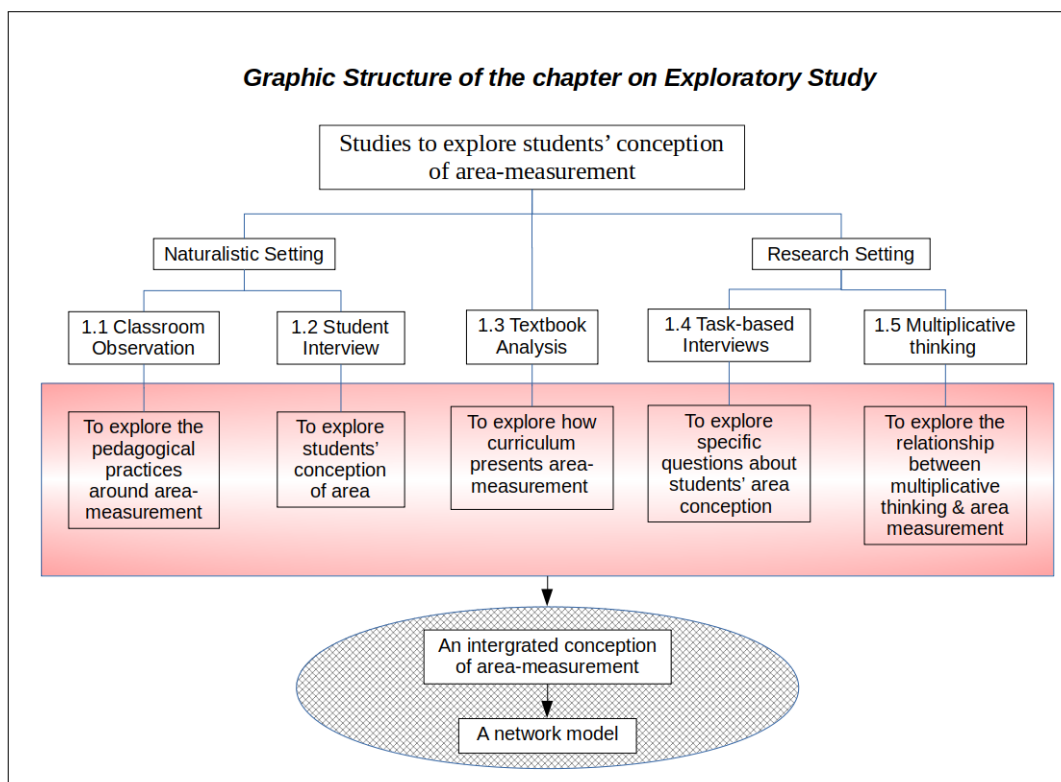 Graphic Structure of the chapter on Exploratory Study
Studies to explore students’ conception
of area-measurement
Naturalistic Setting
Research Setting
1.1 Classroom
Observation
1.2 Student
Interview
1.3 Textbook
Analysis
1.4 Task-based
Interviews
1.5 Multiplicative
thinking
To explore the
pedagogical
practices
around area-
measurement
To explore
students’
conception
of area
To explore how
curriculum
presents area-
measurement
To explore
specific
questions about
students’ area
conception
To explore the
relationship
between
multiplicative
thinking & area
measurement
An intergrated conception
of area-measurement
A network model